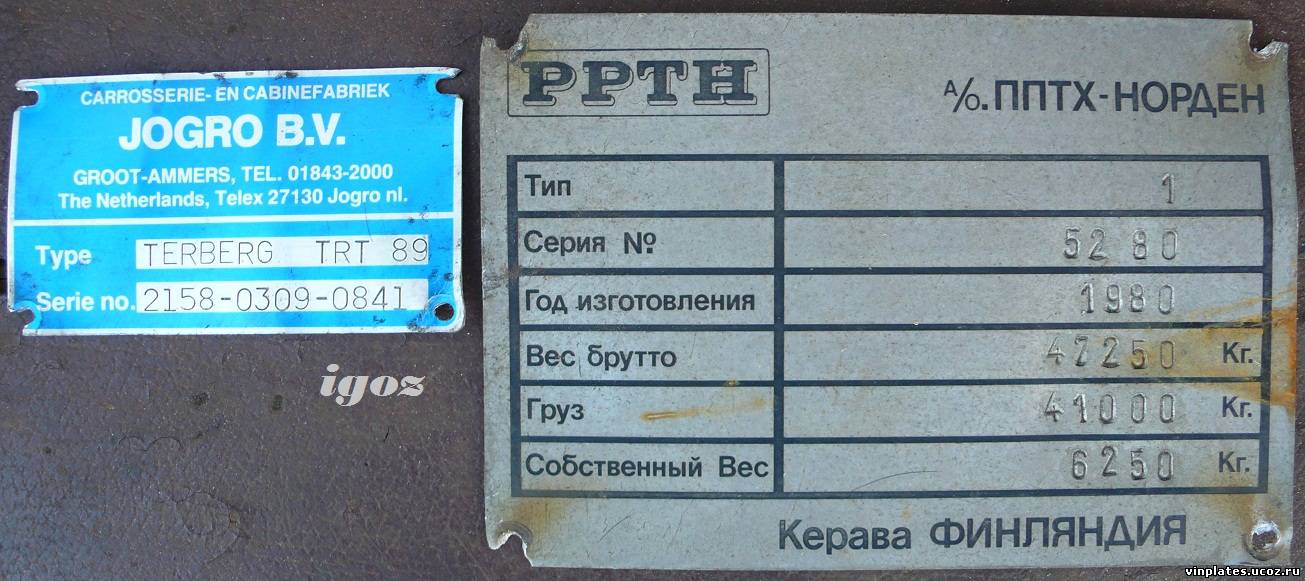 CARROSSERIE- EN CABINEFABRIEK
JOGRO B.V.
GROOT-AMMERS, TEL. 01843-2000
The Netherlands, Telex 27130 Jogro nl.
Type TERBERG TRT 89
Serie no. 2158-0309-0841
igoz
PPTH
А/О. ППТХ-НОРДЕН
Тип 1
Серия № 52 80
Год изготовления 1980
Вес брутто 47250 Кг.
Груз 41000 Кг.
Собственный Вес 6250 Кг.
Керава ФИНЛЯНДИЯ
vinplates.ucoz.ru